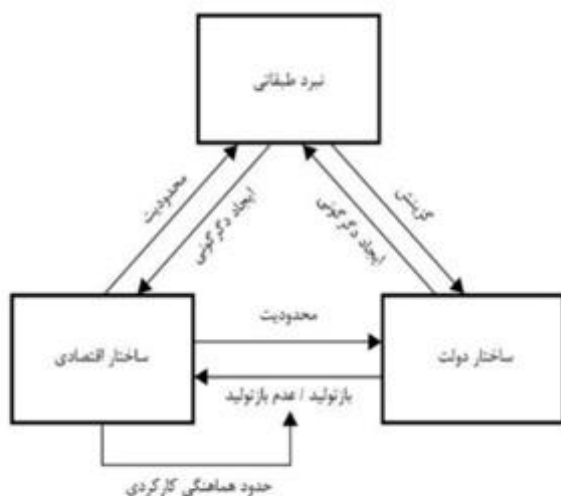 نبرد طبقاتی
محدودیت
ایجاد دگرگونی
ایجاد دگرگونی
گزینش
ساختار اقتصادی
محدودیت
ساختار دولت
بازتولید / عدم بازتولید
حدود هماهنگی کارکردی